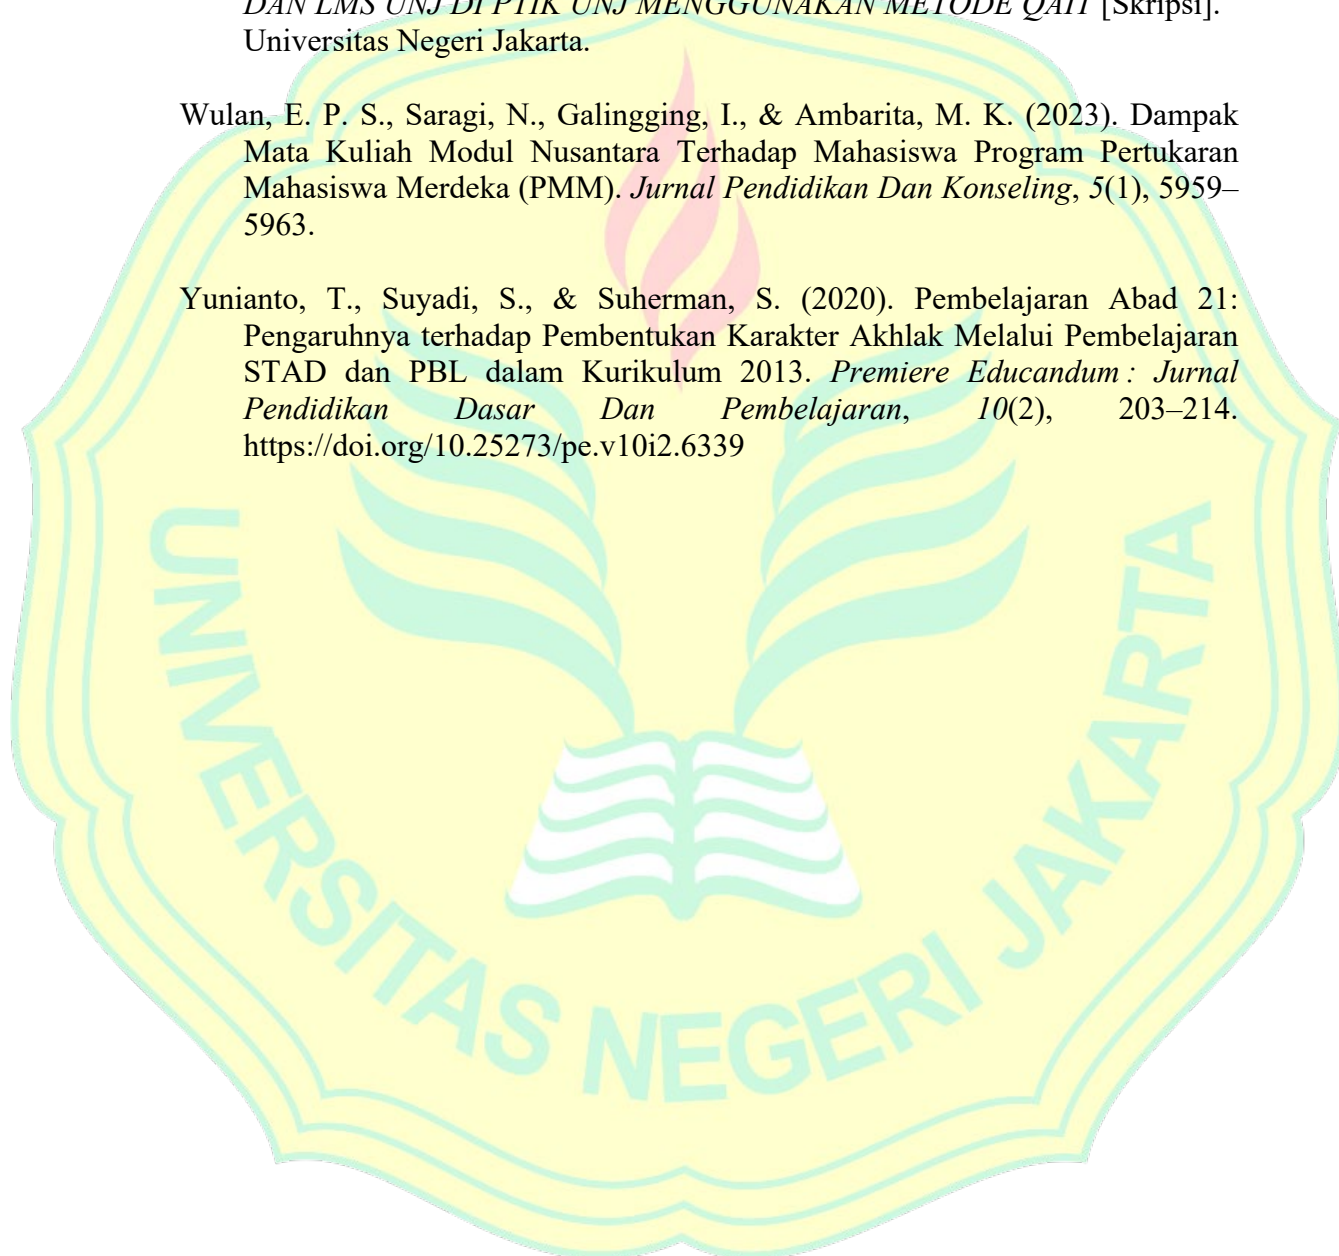 DAN LMS UNJ DI PTIK UNJ MENGGUNAKAN METODE QAIT [Skripsi].
Universitas Negeri Jakarta.
Wulan, E. P. S., Saragi, N., Galingging, I., & Ambarita, M. K. (2023). Dampak
Mata Kuliah Modul Nusantara Terhadap Mahasiswa Program Pertukaran
Mahasiswa Merdeka (PMM). Jurnal Pendidikan Dan Konseling, 5(1), 5959–
5963.
Yunianto, T., Suyadi, S., & Suherman, S. (2020). Pembelajaran Abad 21:
Pengaruhnya terhadap Pembentukan Karakter Akhlak Melalui Pembelajaran
STAD dan PBL dalam Kurikulum 2013. Premiere Educandum : Jurnal
Pendidikan Dasar Dan Pembelajaran, 10(2), 203–214.
https://doi.org/10.25273/pe.v10i2.6339
UNIVERSITAS NEGERI JAKARTA